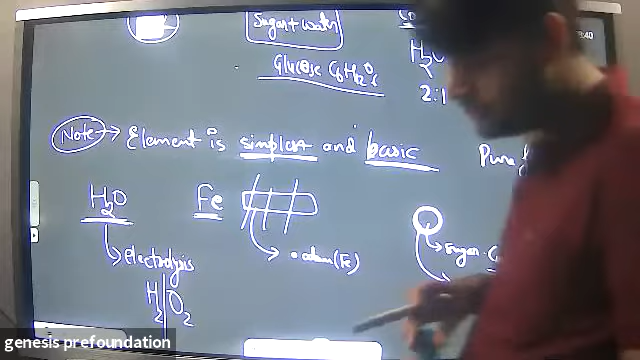 Sugar + Water
Glucose C6H12O6
H2O
2:1
Note → Element is simplest and basic
Pure
H2O
Fe
Electrolysis
H2 | O2
atom (Fe)
Sugar
genesis prefoundation